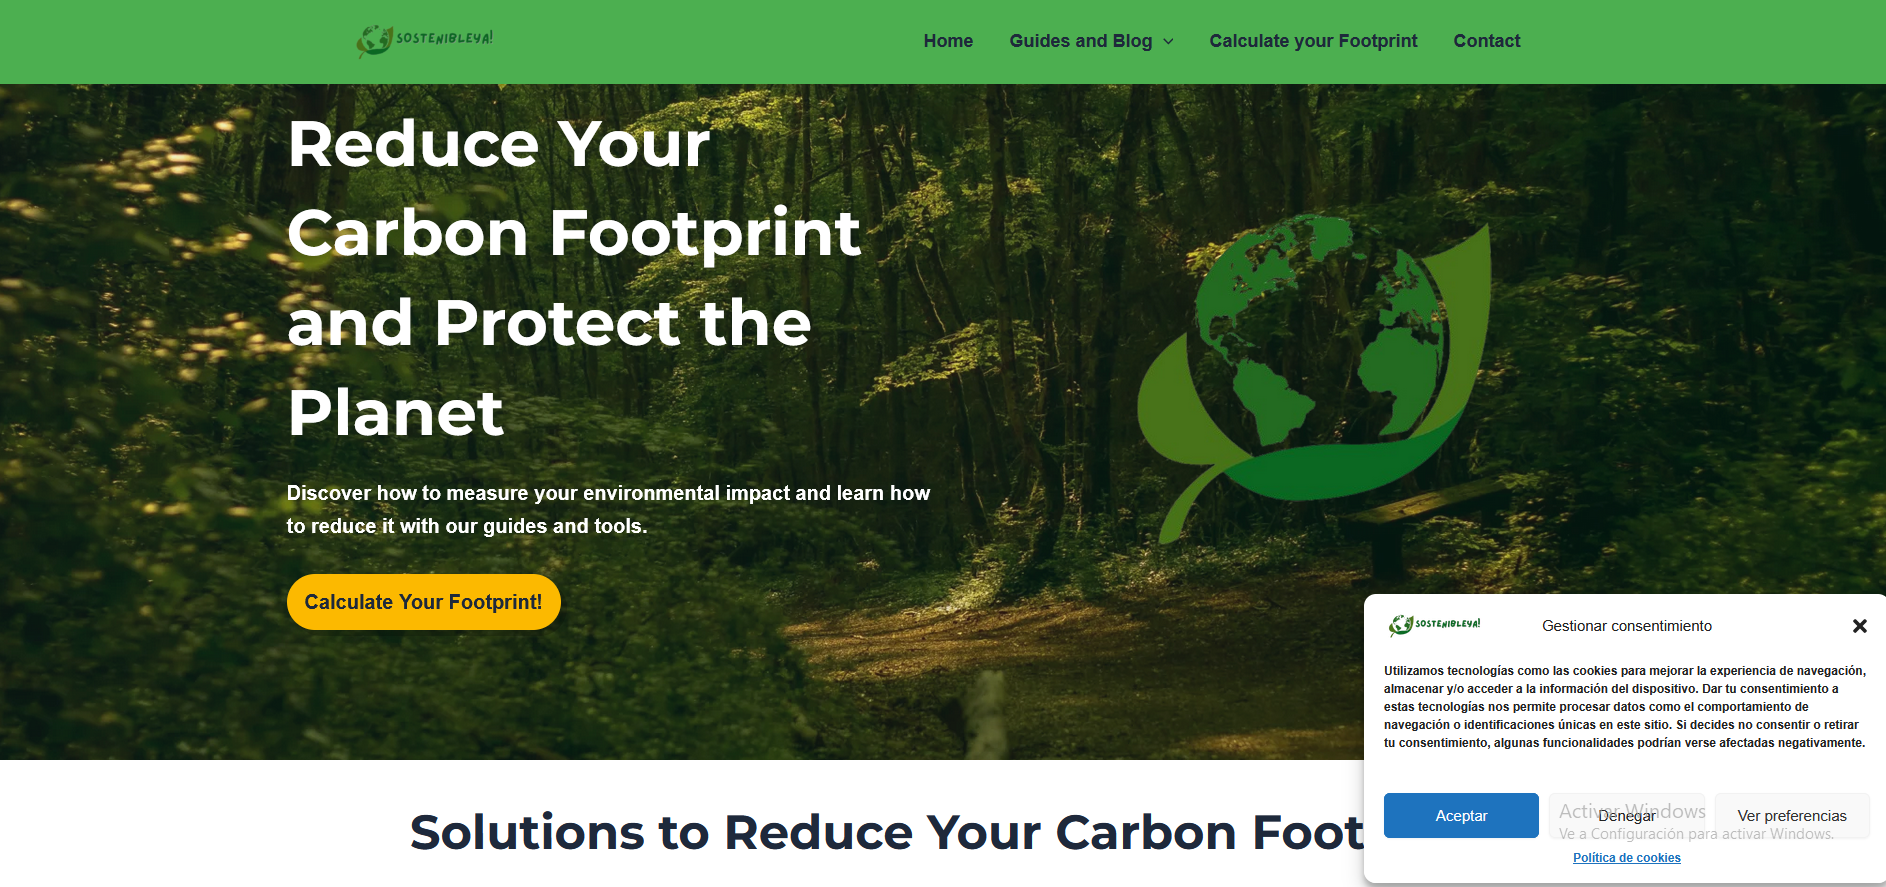 SOSTENIBLEYA!
Home
Guides and Blog
Calculate your Footprint
Contact
Reduce Your
Carbon Footprint
and Protect the
Planet
Discover how to measure your environmental impact and learn how
to reduce it with our guides and tools.
Calculate Your Footprint!
Solutions to Reduce Your Carbon Foot
SOSTENIBLEYA!
Gestionar consentimiento
Utilizamos tecnologías como las cookies para mejorar la experiencia de navegación,
almacenar y/o acceder a la información del dispositivo. Dar tu consentimiento a
estas tecnologías nos permite procesar datos como el comportamiento de
navegación o identificaciones únicas en este sitio. Si decides no consentir o retirar
tu consentimiento, algunas funcionalidades podrían verse afectadas negativamente.
Aceptar
Denegar
Ver preferencias
Activar Windows
Ve a Configuración para activar Windows.
Política de cookies